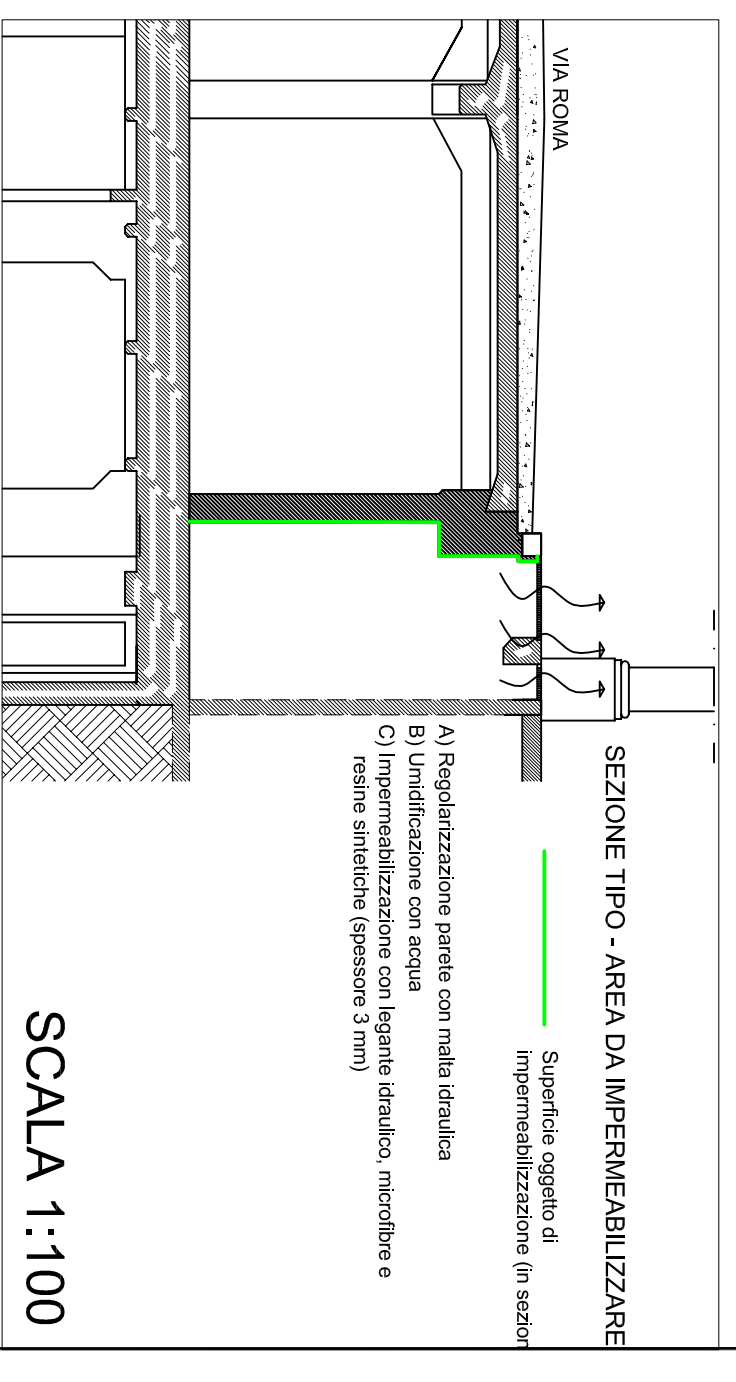 VIA ROMA
SEZIONE TIPO - AREA DA IMPERMEABILIZZARE
Superficie oggetto di
impermeabilizzazione (in sezion
A) Regolarizzazione parete con malta idraulica
B) Umidificazione con acqua
C) Impermeabilizzazione con legante idraulico, microfibre e
resine sintetiche (spessore 3 mm)
SCALA 1:100